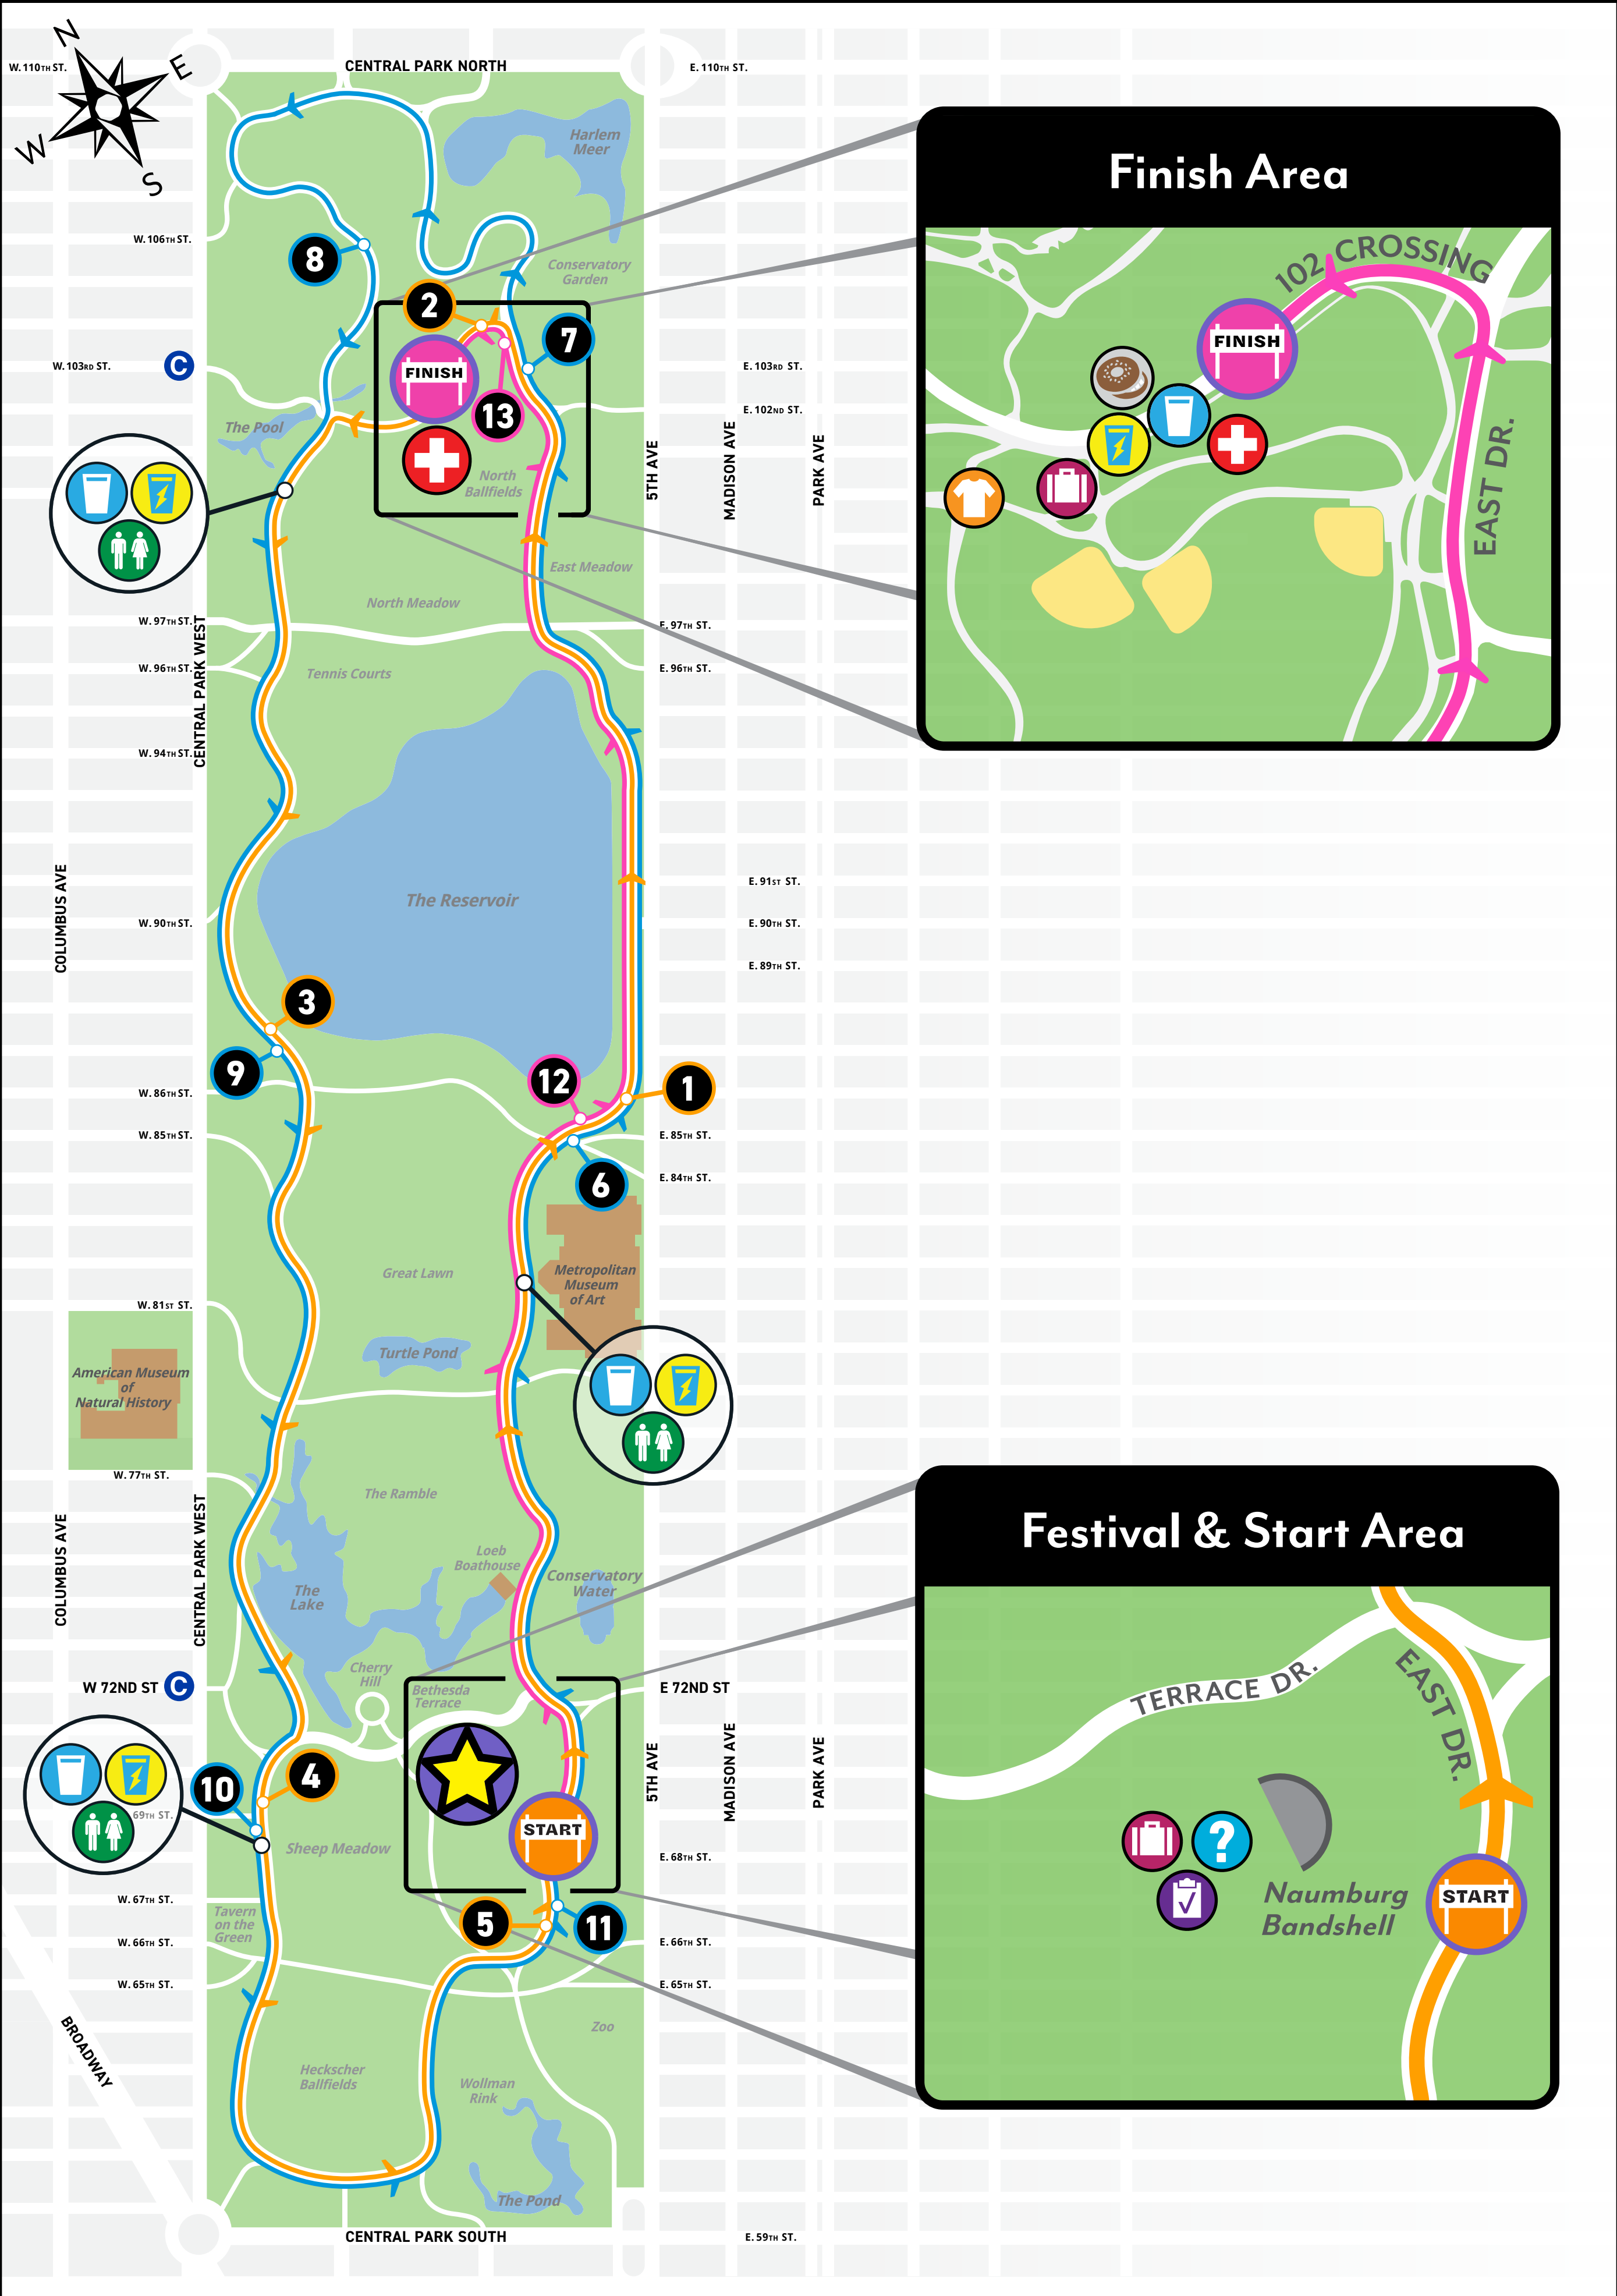 N
E
W
S
W. 110TH ST.
CENTRAL PARK NORTH
E. 110TH ST.
Harlem
Meer
W. 106TH ST.
8
Conservatory
Garden
2
7
W. 103RD ST.
C
FINISH
13
E. 103RD ST.
E. 102ND ST.
The Pool
North
Ballfields
5TH AVE
MADISON AVE
PARK AVE
East Meadow
North Meadow
W. 97TH ST.
E. 97TH ST.
CENTRAL PARK WEST
W. 96TH ST.
Tennis Courts
E. 96TH ST.
W. 94TH ST.
COLUMBUS AVE
The Reservoir
E. 91ST ST.
W. 90TH ST.
E. 90TH ST.
E. 89TH ST.
3
9
12
1
W. 86TH ST.
W. 85TH ST.
E. 85TH ST.
6
E. 84TH ST.
Great Lawn
Metropolitan
Museum
of Art
W. 81ST ST.
Turtle Pond
American Museum
of
Natural History
W. 77TH ST.
The Ramble
COLUMBUS AVE
CENTRAL PARK WEST
Loeb
Boathouse
Conservatory
Water
The
Lake
Cherry
Hill
W 72ND ST
C
Bethesda
Terrace
E 72ND ST
5TH AVE
MADISON AVE
PARK AVE
10
4
69TH ST.
START
Sheep Meadow
E. 68TH ST.
W. 67TH ST.
Tavern
on the
Green
5
11
W. 66TH ST.
E. 66TH ST.
W. 65TH ST.
E. 65TH ST.
BROADWAY
Zoo
Heckscher
Ballfields
Wollman
Rink
The Pond
CENTRAL PARK SOUTH
E. 59TH ST.
Finish Area
102 CROSSING
FINISH
EAST DR.
Festival & Start Area
TERRACE DR.
EAST DR.
?
Naumburg
Bandshell
START